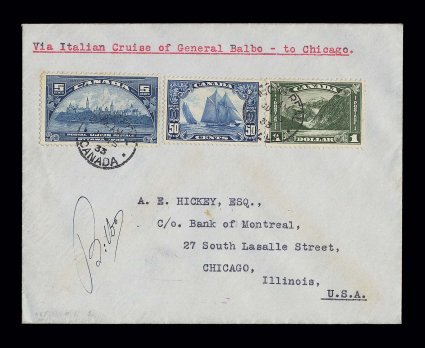 Via Italian Cruise of General Balbo - to Chicago.
5 CANADA 5
CANADA
50 CENTS 50
CANADA
DOLLAR 1
33
CANADA
A. E. HICKEY, ESQ.,
C/o. Bank of Montreal,
27 South Lasalle Street,
CHICAGO,
Illinois,
U.S.A.
Balbo